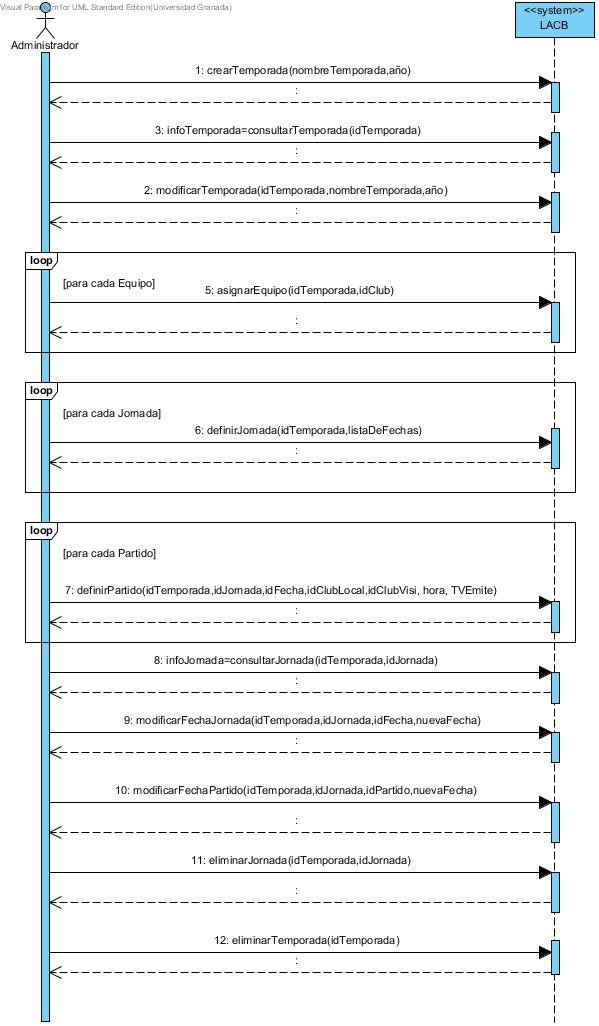 Visual Paradigm for UML Standard Edition(Universidad Granada)
<<system>>
LACB
Administrador
1: crearTemporada(nombreTemporada,año)
:
3: infoTemporada=consultarTemporada(idTemporada)
:
2: modificarTemporada(idTemporada,nombreTemporada,año)
:
loop
[para cada Equipo]
5: asignarEquipo(idTemporada,idClub)
:
loop
[para cada Jornada]
6: definirJornada(idTemporada,listaDeFechas)
:
loop
[para cada Partido]
7: definirPartido(idTemporada,idJornada,idFecha,idClubLocal,idClubVisi, hora, TVEmite)
:
8: infoJornada=consultarJornada(idTemporada,idJornada)
:
9: modificarFechaJornada(idTemporada,idJornada,idFecha,nuevaFecha)
:
10: modificarFechaPartido(idTemporada,idJornada,idPartido,nuevaFecha)
:
11: eliminarJornada(idTemporada,idJornada)
:
12: eliminarTemporada(idTemporada)
: